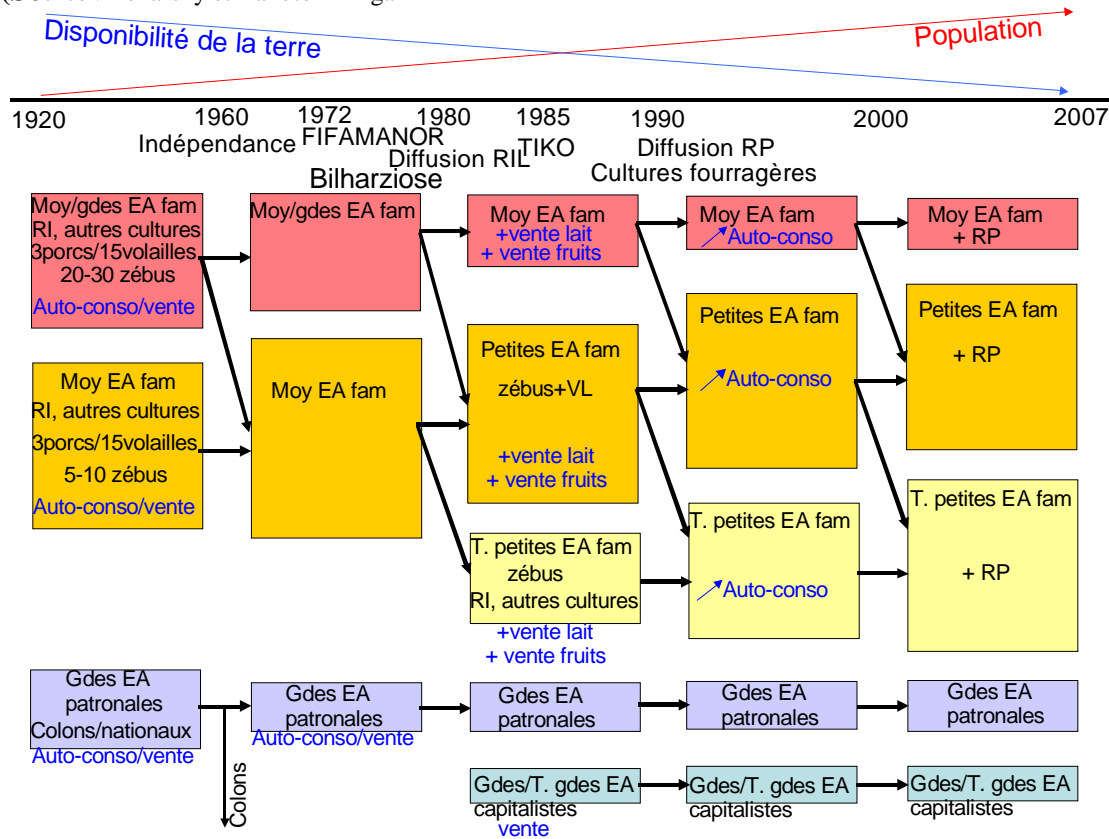 Disponibilité de la terre
Population
1920
1960
1972
1980
1985
1990
2000
2007
Indépendance
FIFAMANOR
Diffusion RIL
TIKO
Diffusion RP
Bilharziose
Cultures fourragères
Moy/gdes EA fam
RI, autres cultures
3porcs/15volailles
20-30 zébus
Auto-conso/vente
Moy/gdes EA fam
Moy EA fam
+vente lait
+ vente fruits
Moy EA fam
Auto-conso
Moy EA fam
+ RP
Moy EA fam
RI, autres cultures
3porcs/15volailles
5-10 zébus
Auto-conso/vente
Moy EA fam
Petites EA fam
zébus+VL
+vente lait
+ vente fruits
Petites EA fam
Auto-conso
Petites EA fam
+ RP
T. petites EA fam
zébus
RI, autres cultures
+vente lait
+ vente fruits
T. petites EA fam
Auto-conso
T. petites EA fam
+ RP
Gdes EA
patronales
Colons/nationaux
Auto-conso/vente
Colons
Gdes EA
patronales
Auto-conso/vente
Gdes EA
patronales
Gdes EA
patronales
Gdes EA
patronales
Gdes/T. gdes EA
capitalistes
vente
Gdes/T. gdes EA
capitalistes
Gdes/T. gdes EA
capitalistes